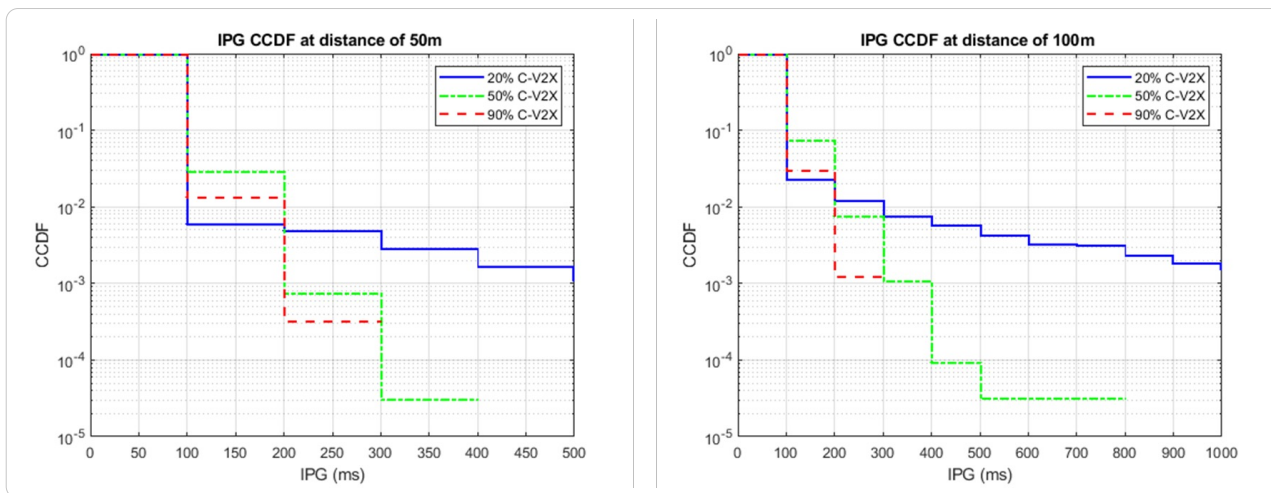 IPG CCDF at distance of 50m
10^0
10^-1
10^-2
10^-3
10^-4
10^-5
CCDF
20% C-V2X
50% C-V2X
90% C-V2X
0 50 100 150 200 250 300 350 400 450 500
IPG (ms)
IPG CCDF at distance of 100m
10^0
10^-1
10^-2
10^-3
10^-4
10^-5
CCDF
20% C-V2X
50% C-V2X
90% C-V2X
0 100 200 300 400 500 600 700 800 900 1000
IPG (ms)